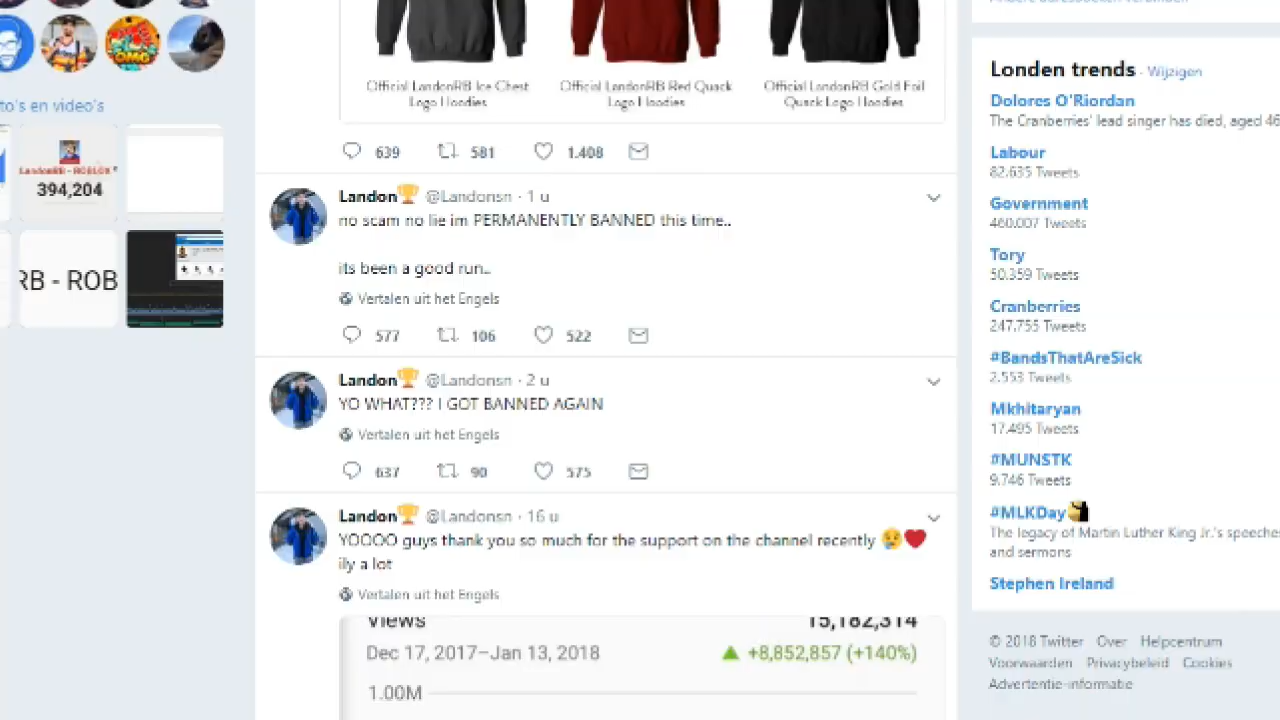 to's en video's
LandonRB - ROBLOX
394,204
RB - ROB
Official LandonRB Ice Chest
Logo Hoodies
Official LandonRB Red Quack
Logo Hoodies
Official LandonRB Gold Foil
Quack Logo Hoodies
639 581 1.408
Landon🏆 @Landonsn · 1 u
no scam no lie im PERMANENTLY BANNED this time..
its been a good run..
Vertalen uit het Engels
577 106 522
Landon🏆 @Landonsn · 2 u
YO WHAT??? I GOT BANNED AGAIN
Vertalen uit het Engels
637 90 575
Landon🏆 @Landonsn · 16 u
YOOOO guys thank you so much for the support on the channel recently 😢❤
ily a lot
Vertalen uit het Engels
Views 15,182,314
Dec 17, 2017–Jan 13, 2018 ▲ +8,852,857 (+140%)
1.00M
Londen trends · Wijzigen
Dolores O'Riordan
The Cranberries' lead singer has died, aged 46
Labour
82.635 Tweets
Government
460.007 Tweets
Tory
50.359 Tweets
Cranberries
247.755 Tweets
#BandsThatAreSick
2.553 Tweets
Mkhitaryan
17.495 Tweets
#MUNSTK
9.746 Tweets
#MLKDay
The legacy of Martin Luther King Jr.'s speeches
and sermons
Stephen Ireland
© 2018 Twitter Over Helpcentrum
Voorwaarden Privacybeleid Cookies
Advertentie-informatie